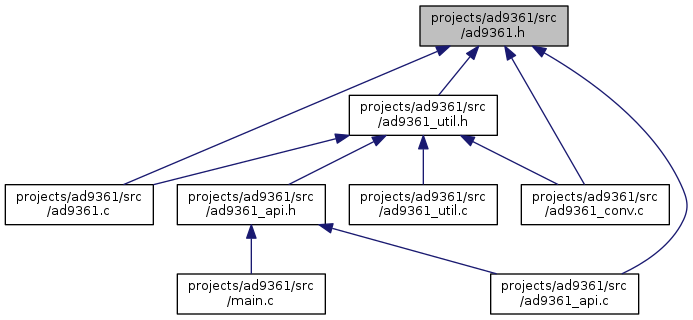 projects/ad9361/src
/ad9361.h
projects/ad9361/src
/ad9361_util.h
projects/ad9361/src
/ad9361.c
projects/ad9361/src
/ad9361_api.h
projects/ad9361/src
/ad9361_util.c
projects/ad9361/src
/ad9361_conv.c
projects/ad9361/src
/main.c
projects/ad9361/src
/ad9361_api.c